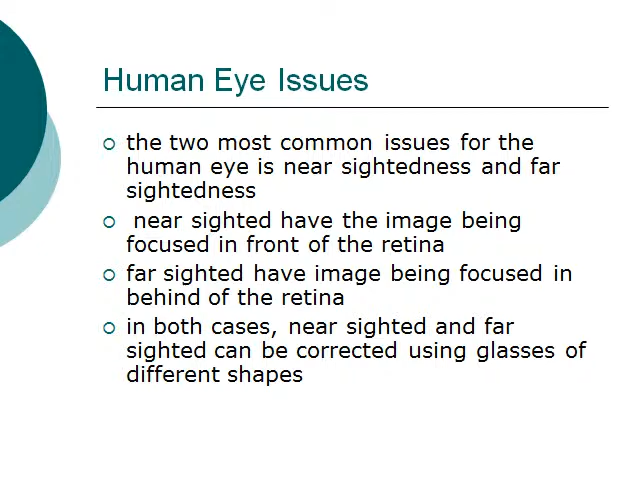 Human Eye Issues
the two most common issues for the
human eye is near sightedness and far
sightedness
near sighted have the image being
focused in front of the retina
far sighted have image being focused in
behind of the retina
in both cases, near sighted and far
sighted can be corrected using glasses of
different shapes